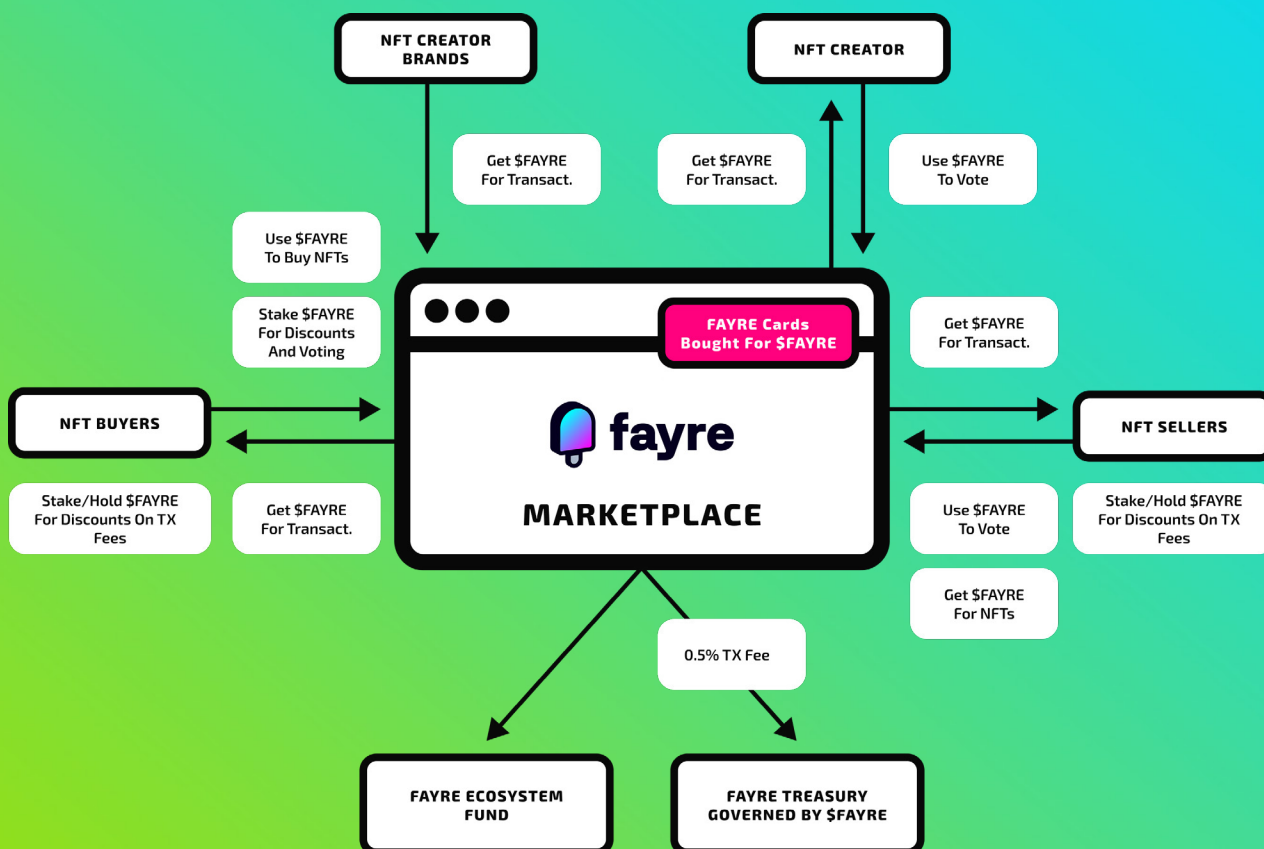 NFT CREATOR
BRANDS
NFT CREATOR
Get $FAYRE
For Transact.
Get $FAYRE
For Transact.
Use $FAYRE
To Vote
Use $FAYRE
To Buy NFTs
Stake $FAYRE
For Discounts
And Voting
FAYRE Cards
Bought For $FAYRE
Get $FAYRE
For Transact.
NFT BUYERS
fayre
MARKETPLACE
NFT SELLERS
Stake/Hold $FAYRE
For Discounts On TX
Fees
Get $FAYRE
For Transact.
Use $FAYRE
To Vote
Stake/Hold $FAYRE
For Discounts On TX
Fees
Get $FAYRE
For NFTs
0.5% TX Fee
FAYRE ECOSYSTEM
FUND
FAYRE TREASURY
GOVERNED BY $FAYRE